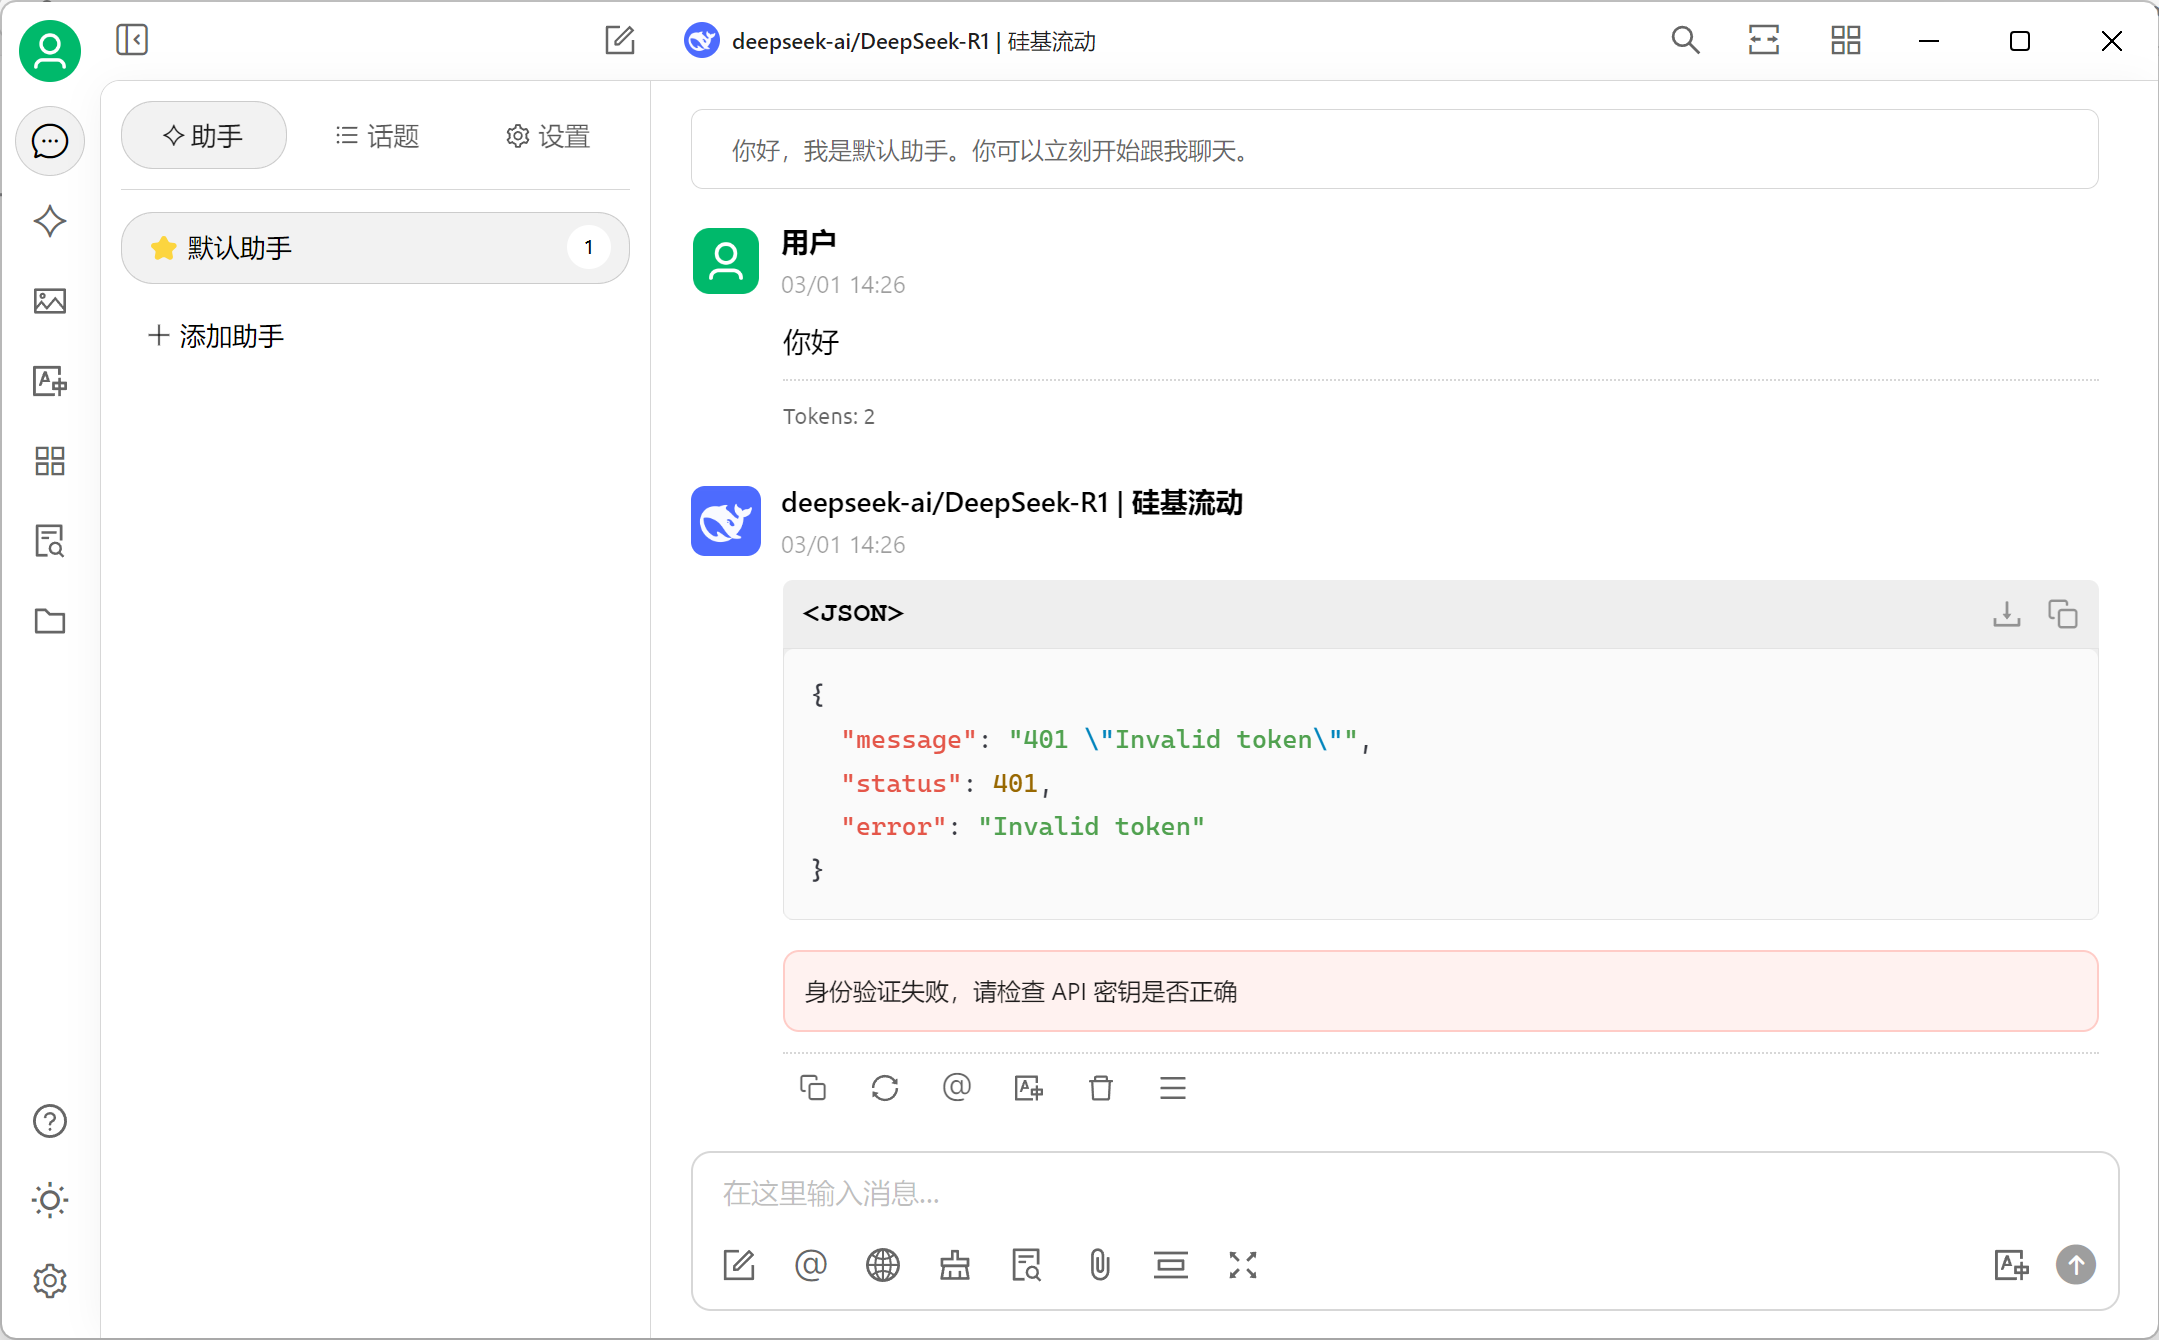 deepseek-ai/DeepSeek-R1 | 硅基流动
助手
话题
设置
默认助手
1
添加助手
你好，我是默认助手。你可以立刻开始跟我聊天。
用户
03/01 14:26
你好
Tokens: 2
deepseek-ai/DeepSeek-R1 | 硅基流动
03/01 14:26
<JSON>
{
"message": "401 \"Invalid token\"",
"status": 401,
"error": "Invalid token"
}
身份验证失败，请检查 API 密钥是否正确
在这里输入消息...